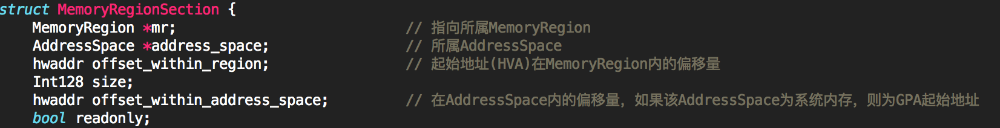 struct MemoryRegionSection {
    MemoryRegion *mr;                            // 指向所属MemoryRegion
    AddressSpace *address_space;                 // 所属AddressSpace
    hwaddr offset_within_region;                 // 起始地址(HVA)在MemoryRegion内的偏移量
    Int128 size;
    hwaddr offset_within_address_space;          // 在AddressSpace内的偏移量，如果该AddressSpace为系统内存，则为GPA起始地址
    bool readonly;